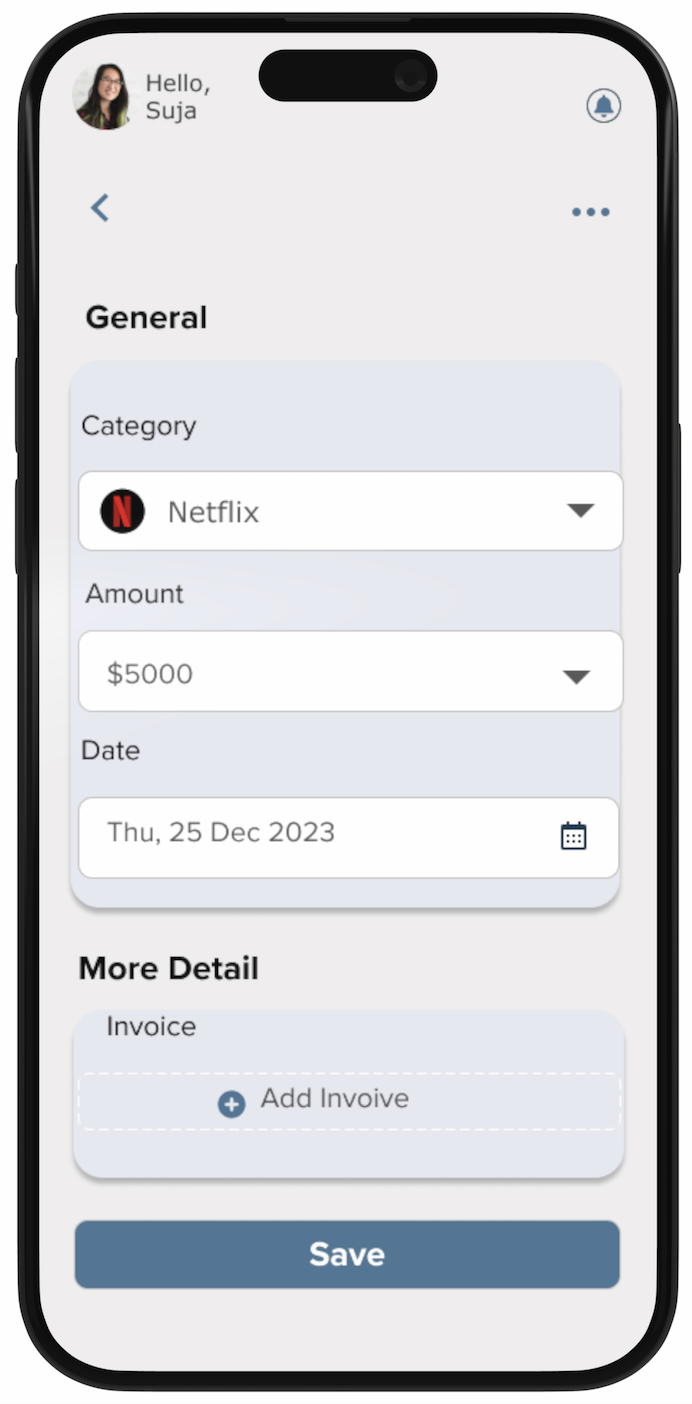 Hello,
Suja
General
Category
N Netflix
Amount
$5000
Date
Thu, 25 Dec 2023
More Detail
Invoice
Add Invoive
Save